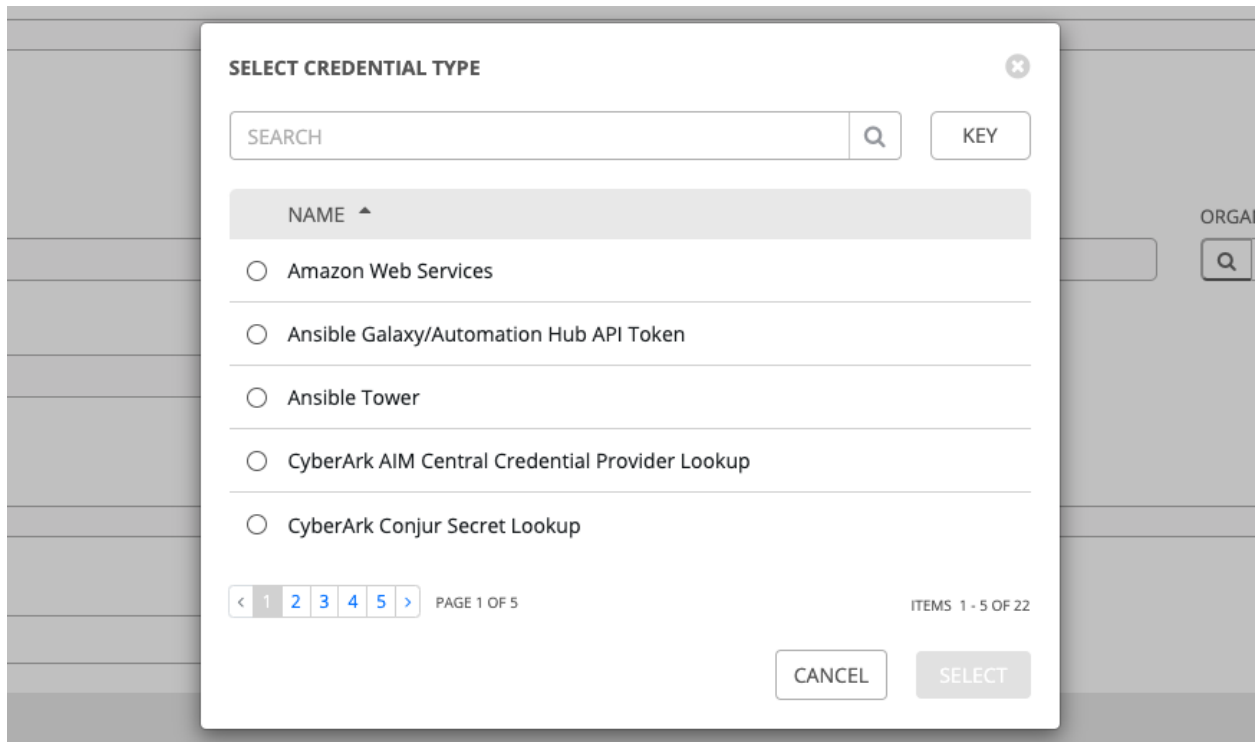 SELECT CREDENTIAL TYPE
SEARCH
KEY
NAME
Amazon Web Services
Ansible Galaxy/Automation Hub API Token
Ansible Tower
CyberArk AIM Central Credential Provider Lookup
CyberArk Conjur Secret Lookup
< 1 2 3 4 5 > PAGE 1 OF 5
ITEMS 1 - 5 OF 22
CANCEL
SELECT